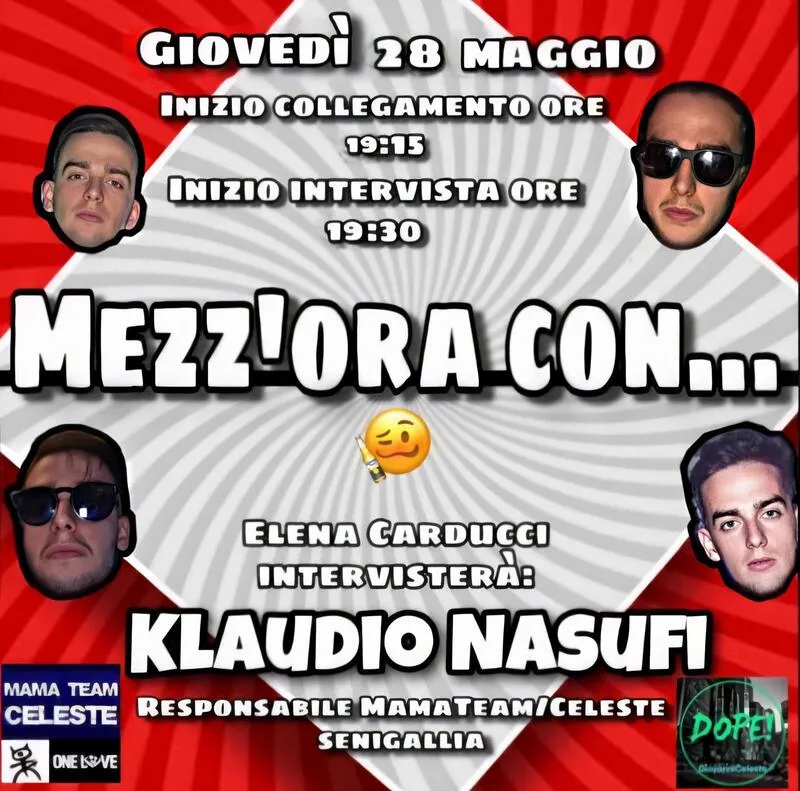 Giovedì 28 maggio
Inizio collegamento ore
19:15
Inizio intervista ore
19:30
Mezz'ora con...
Elena Carducci
intervisterà:
Klaudio Nasufi
Responsabile MamaTeam/Celeste
senigallia
MAMA TEAM
CELESTE
ONE LOVE
DOPE!
GiovaniCeleste